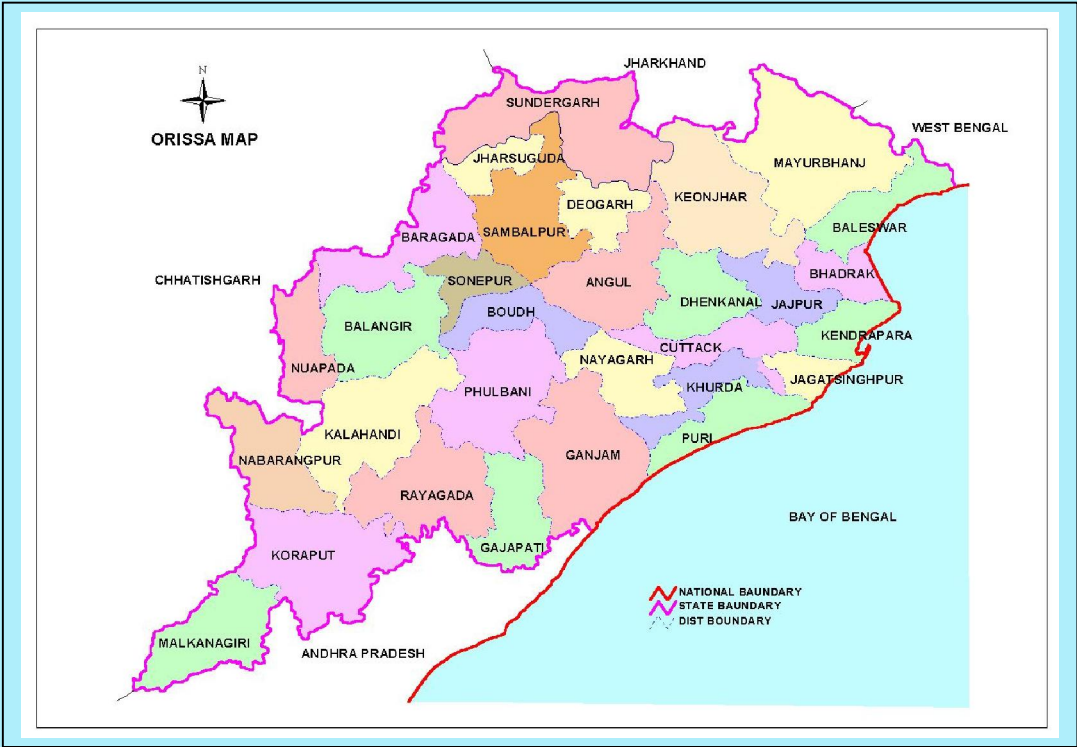 JHARKHAND
N
SUNDERGARH
WEST BENGAL
ORISSA MAP
JHARSUGUDA
MAYURBHANJ
KEONJHAR
DEOGARH
BALESWAR
SAMBALPUR
BARAGADA
BHADRAK
CHHATISHGARH
SONEPUR
ANGUL
DHENKANAL
JAJPUR
BOUDH
BALANGIR
KENDRAPARA
CUTTACK
NAYAGARH
NUAPADA
JAGATSINGHPUR
KHURDA
PHULBANI
KALAHANDI
PURI
GANJAM
NABARANGPUR
RAYAGADA
BAY OF BENGAL
GAJAPATI
KORAPUT
NATIONAL BAUNDARY
STATE BAUNDARY
DIST BOUNDARY
MALKANAGIRI
ANDHRA PRADESH